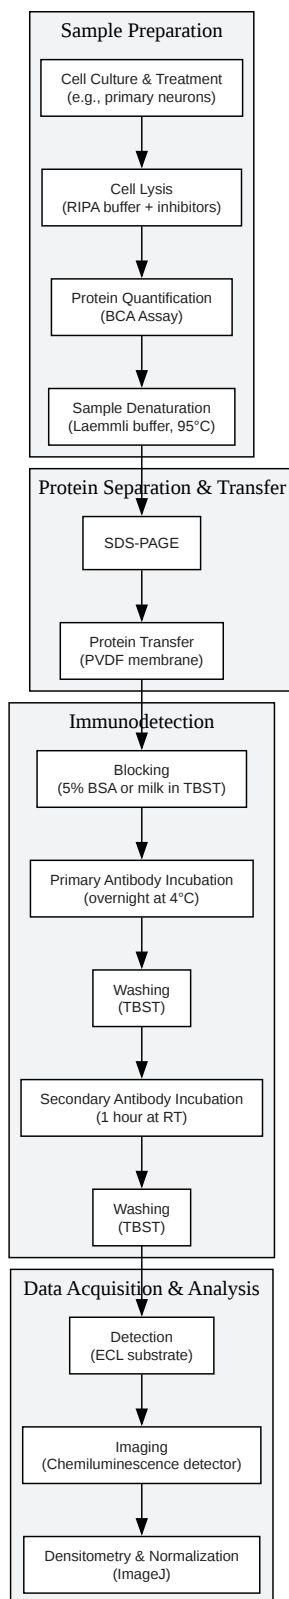 Sample Preparation
Cell Culture & Treatment
(e.g., primary neurons)
Cell Lysis
(RIPA buffer + inhibitors)
Protein Quantification
(BCA Assay)
Sample Denaturation
(Laemmli buffer, 95°C)
Protein Separation & Transfer
SDS-PAGE
Protein Transfer
(PVDF membrane)
Immunodetection
Blocking
(5% BSA or milk in TBST)
Primary Antibody Incubation
(overnight at 4°C)
Washing
(TBST)
Secondary Antibody Incubation
(1 hour at RT)
Washing
(TBST)
Data Acquisition & Analysis
Detection
(ECL substrate)
Imaging
(Chemiluminescence detector)
Densitometry & Normalization
(ImageJ)